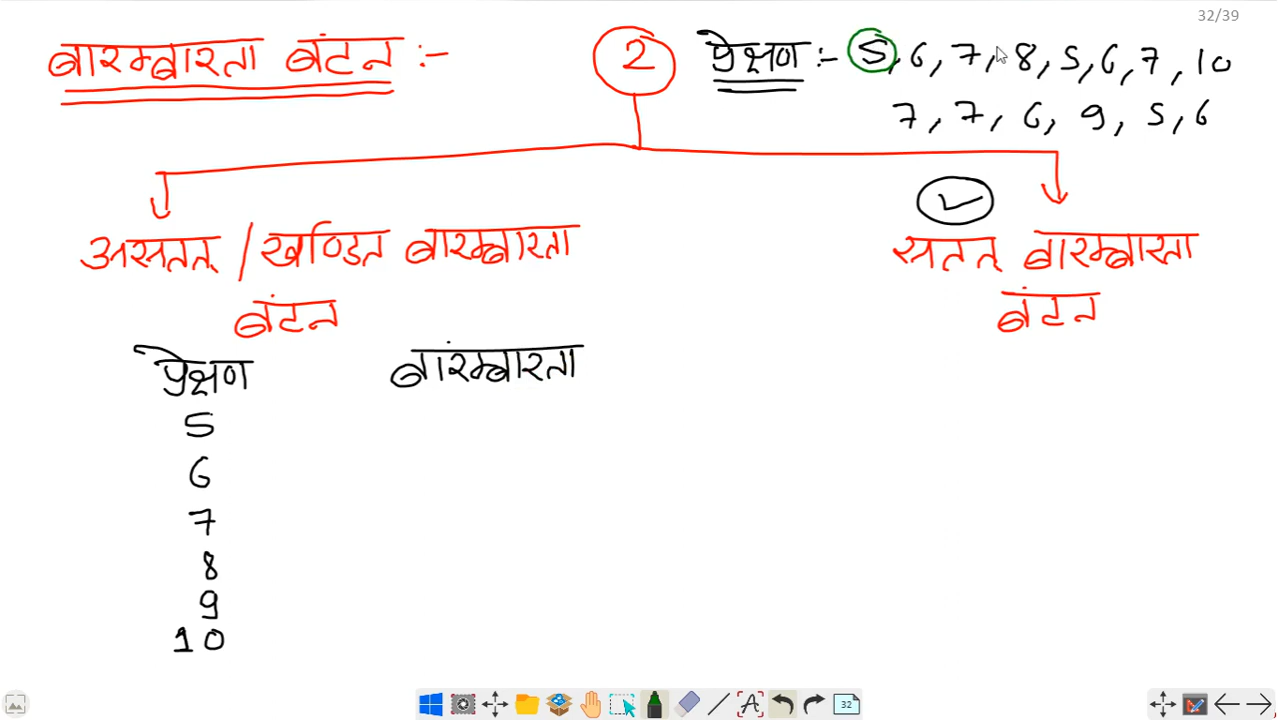 32/39
बारम्बारता बंटन :-
2
प्रेक्षण :- 5, 6, 7, 8, 5, 6, 7, 10
7, 7, 6, 9, 5, 6
असतत् / खण्डित बारम्बारता
बंटन
सतत् बारम्बारता
बंटन
प्रेक्षण बारंम्बारता
5
6
7
8
9
10
32